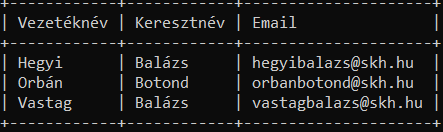 Vezetéknév | Keresztnév | Email
Hegyi | Balázs | hegyibalazs@skh.hu
Orbán | Botond | orbanbotond@skh.hu
Vastag | Balázs | vastagbalazs@skh.hu